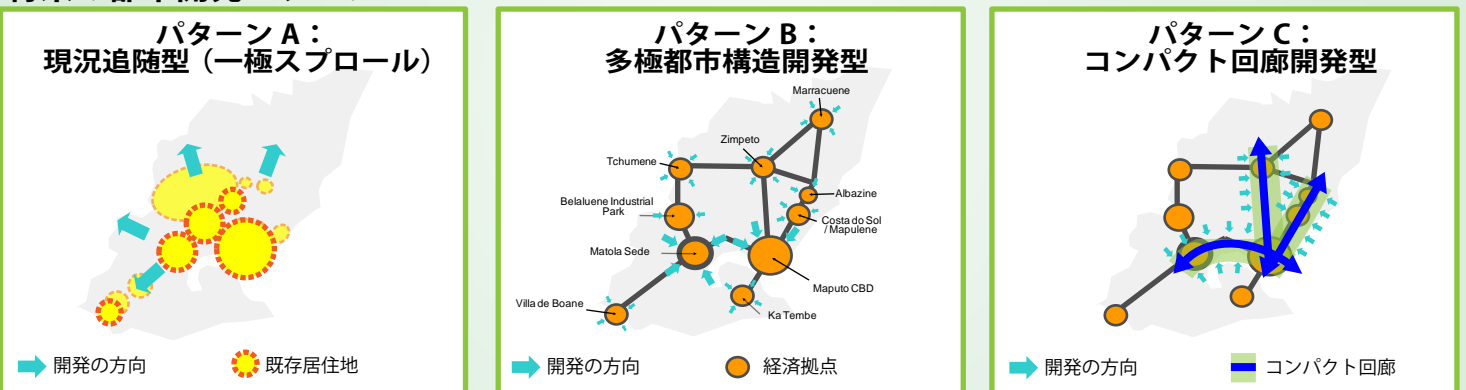 パターン A：
現況追随型（一極スプロール）
開発の方向
既存居住地
パターン B：
多極都市構造開発型
Marracuene
Zimpeto
Tchumene
Albazine
Belaluene Industrial
Park
Costa do Sol
/ Mapulene
Matola Sede
Maputo CBD
Villa de Boane
Ka Tembe
開発の方向
経済拠点
パターン C：
コンパクト回廊開発型
開発の方向
コンパクト回廊